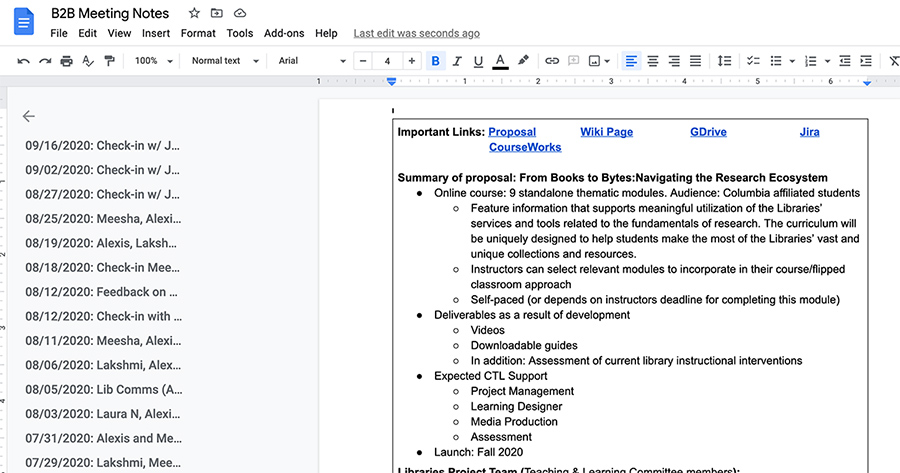 B2B Meeting Notes
File Edit View Insert Format Tools Add-ons Help Last edit was seconds ago
100% Normal text Arial 4 B I U A
1 1 2 3 4 5 6 7
09/16/2020: Check-in w/ J...
09/02/2020: Check-in w/ J...
08/27/2020: Check-in w/ J...
08/25/2020: Meesha, Alexi...
08/19/2020: Alexis, Laksh...
08/18/2020: Check-in Mee...
08/12/2020: Feedback on ...
08/12/2020: Check-in with ...
08/11/2020: Meesha, Alexi...
08/06/2020: Lakshmi, Alex...
08/05/2020: Lib Comms (A...
08/03/2020: Laura N, Alexi...
07/31/2020: Alexis and Me...
07/29/2020: Lakshmi, Mee...
Important Links: Proposal Wiki Page GDrive Jira
CourseWorks
Summary of proposal: From Books to Bytes:Navigating the Research Ecosystem
● Online course: 9 standalone thematic modules. Audience: Columbia affiliated students
○ Feature information that supports meaningful utilization of the Libraries'
services and tools related to the fundamentals of research. The curriculum will
be uniquely designed to help students make the most of the Libraries' vast and
unique collections and resources.
○ Instructors can select relevant modules to incorporate in their course/flipped
classroom approach
○ Self-paced (or depends on instructors deadline for completing this module)
● Deliverables as a result of development
○ Videos
○ Downloadable guides
○ In addition: Assessment of current library instructional interventions
● Expected CTL Support
○ Project Management
○ Learning Designer
○ Media Production
○ Assessment
● Launch: Fall 2020
Libraries Project Team (Teaching & Learning Committee members):